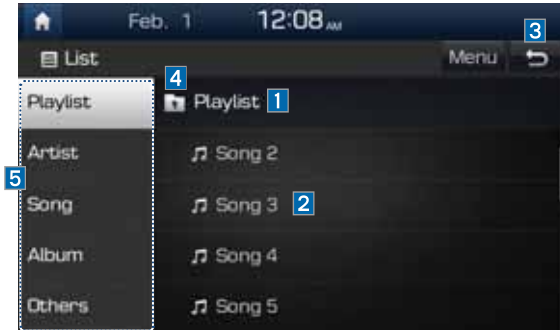 Feb. 1 12:08 AM
3
List Menu
4
Playlist Playlist 1
Artist Song 2
5
Song Song 3 2
Album Song 4
Others Song 5